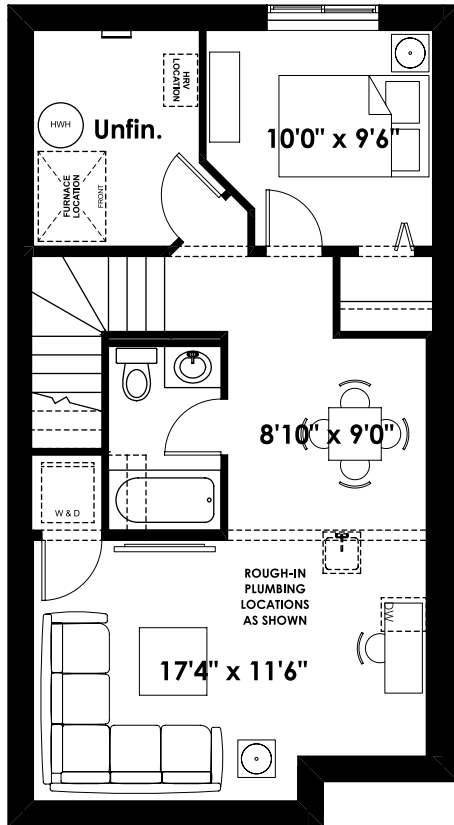 HRV
LOCATION
HWH
Unfin.
10'0" x 9'6"
FURNACE
LOCATION
FRONT
8'10" x 9'0"
W & D
ROUGH-IN
PLUMBING
LOCATIONS
AS SHOWN
DW
17'4" x 11'6"